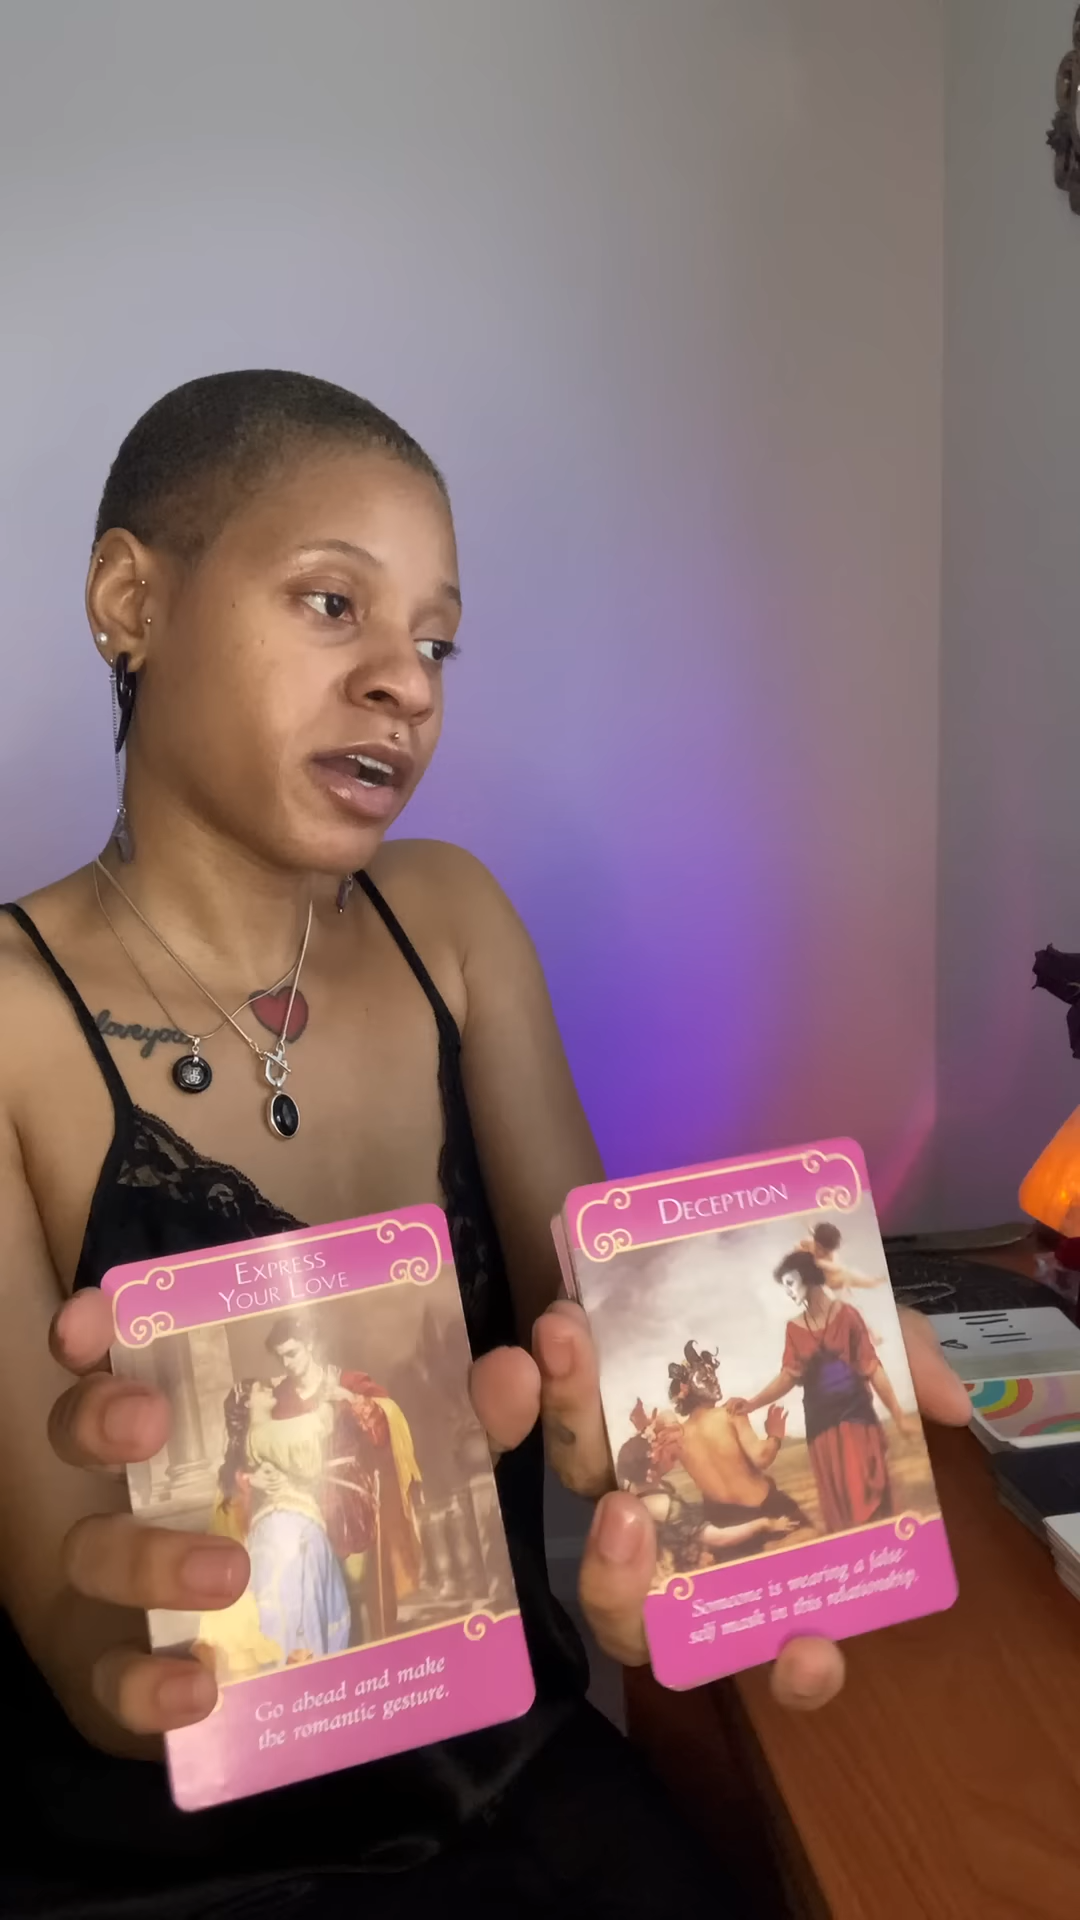 loveyou
EXPRESS
YOUR LOVE
Go ahead and make
the romantic gesture.
DECEPTION
Someone is wearing a false-
self mask in this relationship.
11:11